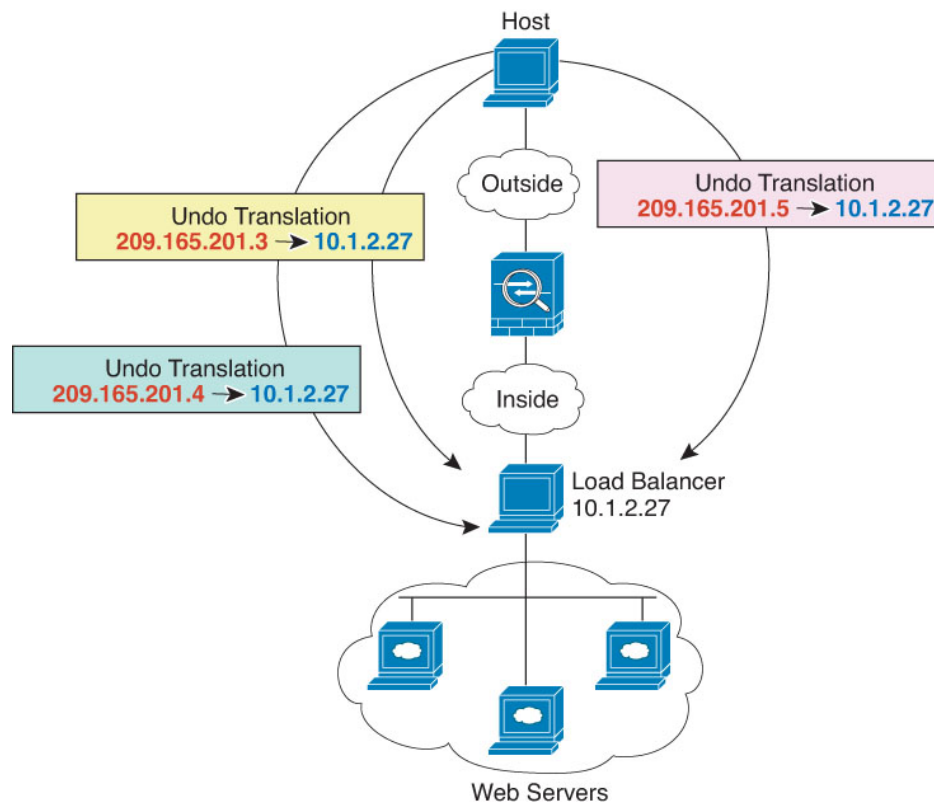 Host
Outside
Undo Translation
209.165.201.5 → 10.1.2.27
Undo Translation
209.165.201.3 → 10.1.2.27
Undo Translation
209.165.201.4 → 10.1.2.27
Inside
Load Balancer
10.1.2.27
Web Servers